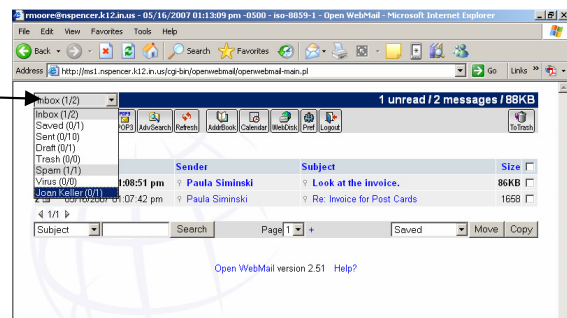 rmoore@nspencer.k12.in.us - 05/16/2007 01:13:09 pm -0500 - iso-8859-1 - Open WebMail - Microsoft Internet Explorer
File Edit View Favorites Tools Help
Back Search Favorites
Address http://ms1.nspencer.k12.in.us/cgi-bin/openwebmail/openwebmail-main.pl Go Links
Inbox (1/2) 1 unread / 2 messages / 88KB
Inbox (1/2)
Saved (0/1)
Sent (0/10)
Draft (0/1)
Trash (0/0)
Spam (1/1)
Virus (0/0)
Joan Keller (0/1)
POP3 AdvSearch Refresh AddrBook Calendar WebDisk Pref Logout ToTrash
Sender Subject Size
1:08:51 pm Paula Siminski Look at the invoice. 86KB
2 05/16/2007 01:07:42 pm Paula Siminski Re: Invoice for Post Cards 1658
1/1
Subject Search Page 1 + Saved Move Copy
Open WebMail version 2.51 Help?